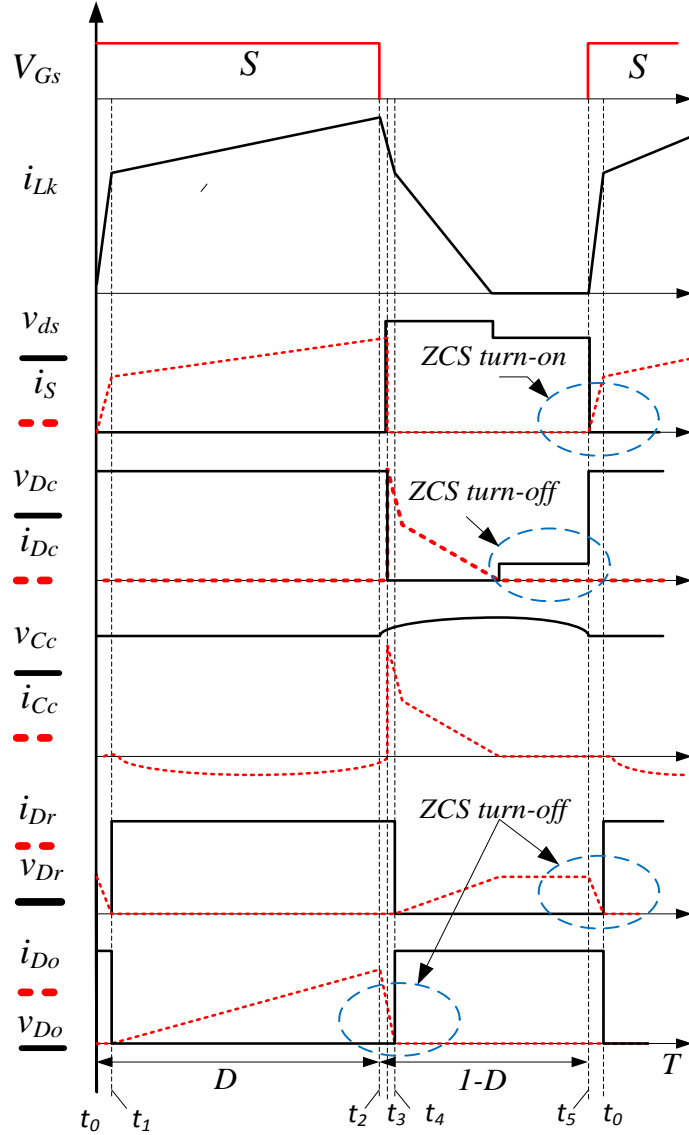 V_Gs
S
S
i_Lk
v_ds
i_S
ZCS turn-on
v_Dc
i_Dc
ZCS turn-off
v_Cc
i_Cc
i_Dr
v_Dr
ZCS turn-off
i_Do
v_Do
D
1-D
T
t_0 t_1 t_2 t_3 t_4 t_5 t_0